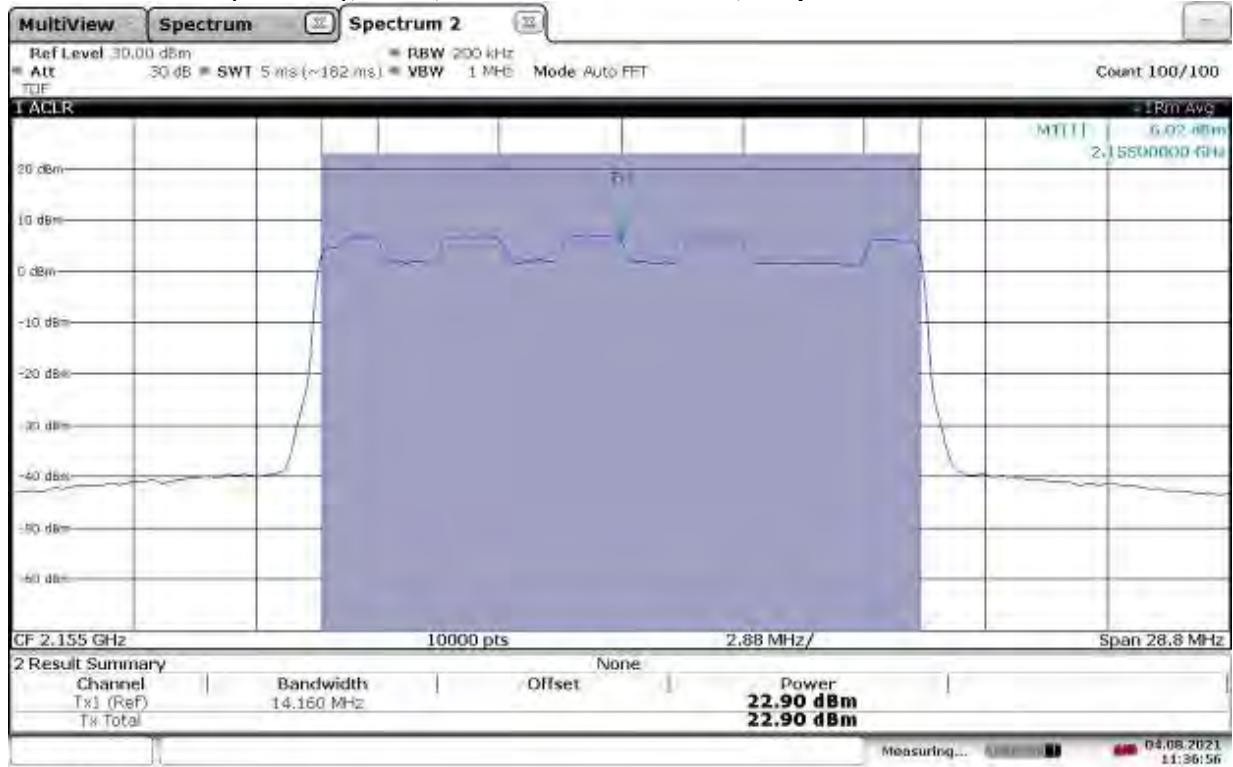 MultiView Spectrum Spectrum 2
Ref Level 30.00 dBm RBW 200 kHz
Att 30 dB SWT 5 ms (~182 ms) VBW 1 MHz Mode Auto FFT Count 100/100
TDF
1 ACLR 1Rm Avg
M1[1] 6.02 dBm
2.15500000 GHz
20 dBm
Tx1
10 dBm
0 dBm
-10 dBm
-20 dBm
-30 dBm
-40 dBm
-50 dBm
-60 dBm
CF 2.155 GHz 10000 pts 2.88 MHz/ Span 28.8 MHz
2 Result Summary None
Channel Bandwidth Offset Power
Tx1 (Ref) 14.160 MHz 22.90 dBm
Tx Total 22.90 dBm
Measuring... 04.08.2021
11:36:56